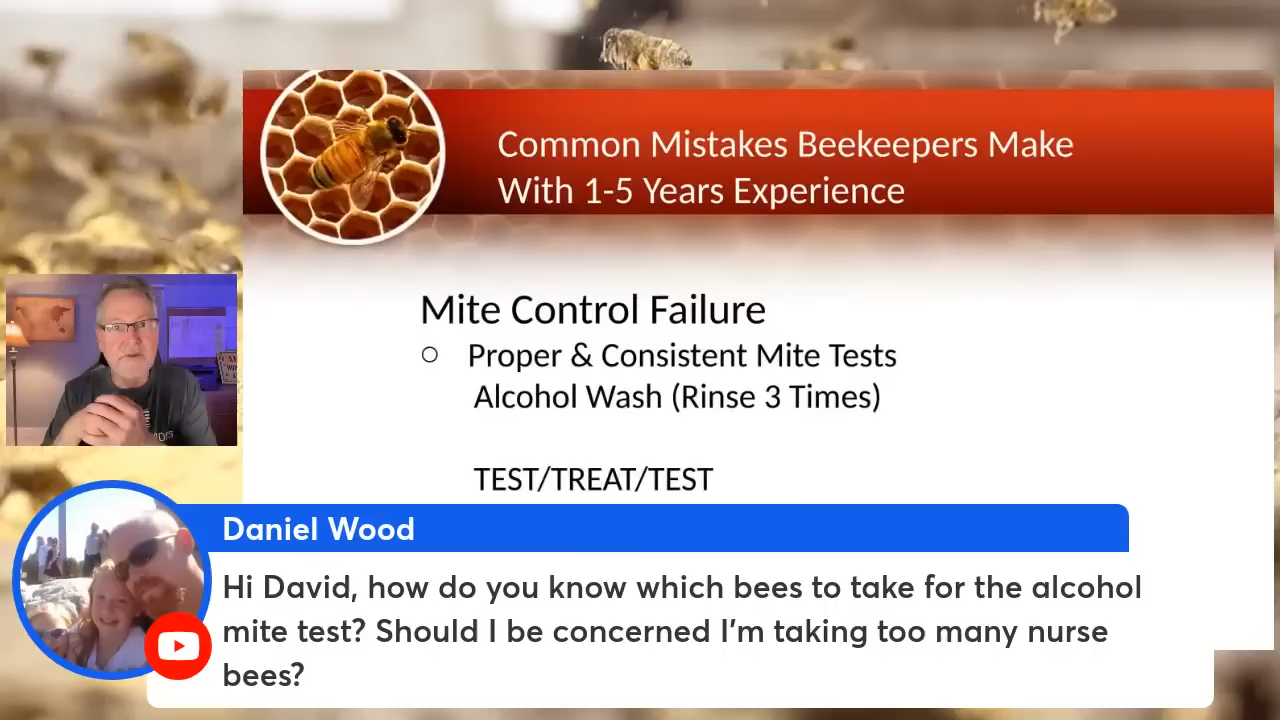 Common Mistakes Beekeepers Make
With 1-5 Years Experience
Mite Control Failure
Proper & Consistent Mite Tests
Alcohol Wash (Rinse 3 Times)
TEST/TREAT/TEST
Daniel Wood
Hi David, how do you know which bees to take for the alcohol
mite test? Should I be concerned I'm taking too many nurse
bees?